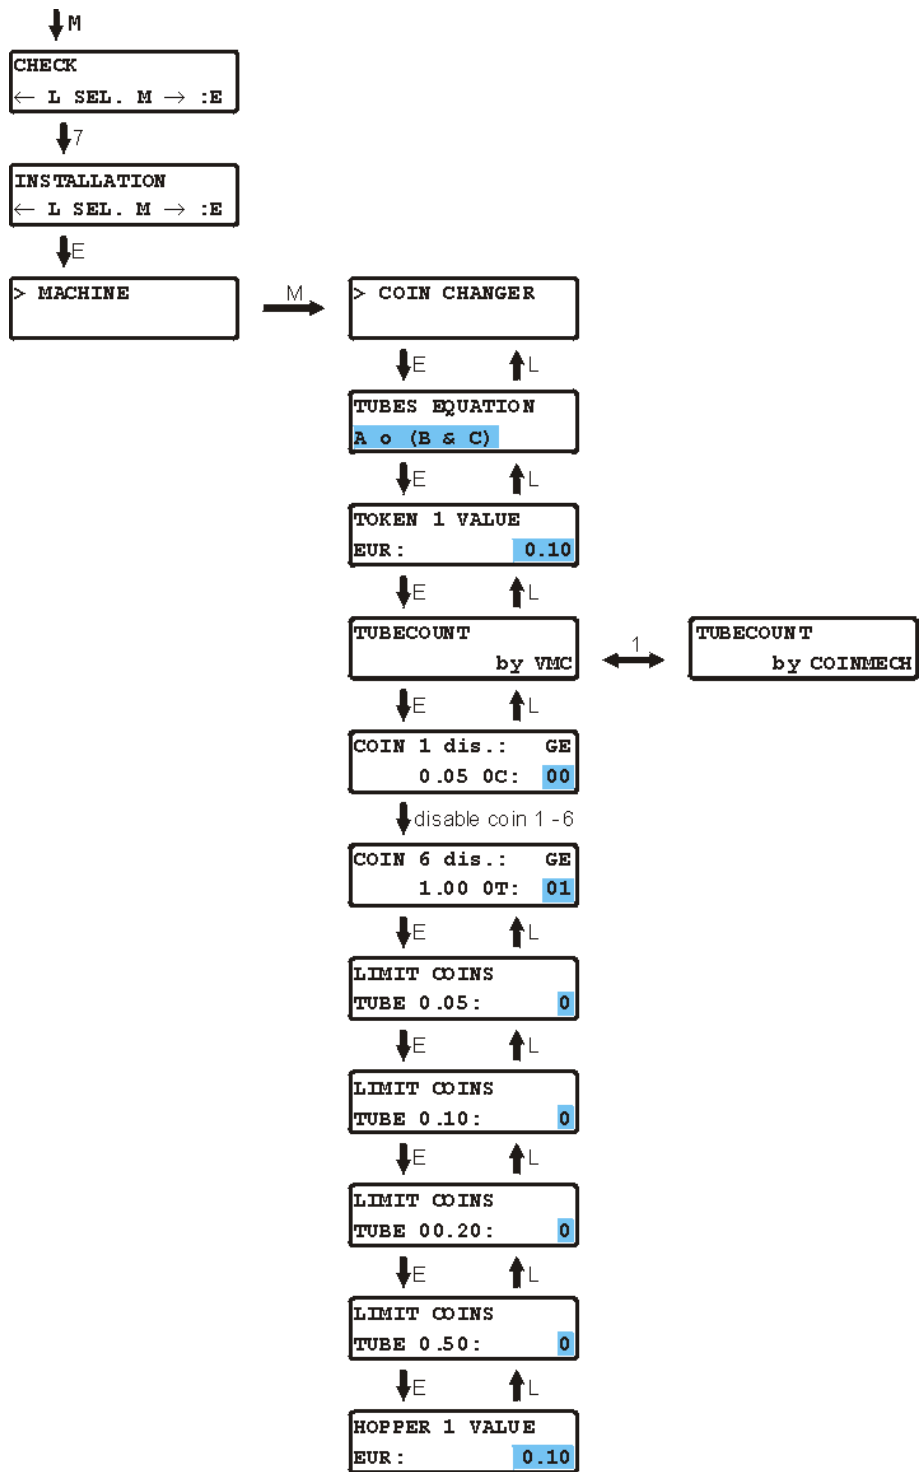 M
CHECK
← L SEL. M → :E
7
INSTALLATION
← L SEL. M → :E
E
> MACHINE
M
> COIN CHANGER
E L
TUBES EQUATION
A o (B & C)
E L
TOKEN 1 VALUE
EUR: 0.10
E L
TUBECOUNT
by VMC
1
TUBECOUNT
by COINMECH
E L
COIN 1 dis.: GE
0.05 0C: 00
disable coin 1 - 6
COIN 6 dis.: GE
1.00 0T: 01
E L
LIMIT COINS
TUBE 0.05: 0
E L
LIMIT COINS
TUBE 0.10: 0
E L
LIMIT COINS
TUBE 00.20: 0
E L
LIMIT COINS
TUBE 0.50: 0
E L
HOPPER 1 VALUE
EUR: 0.10